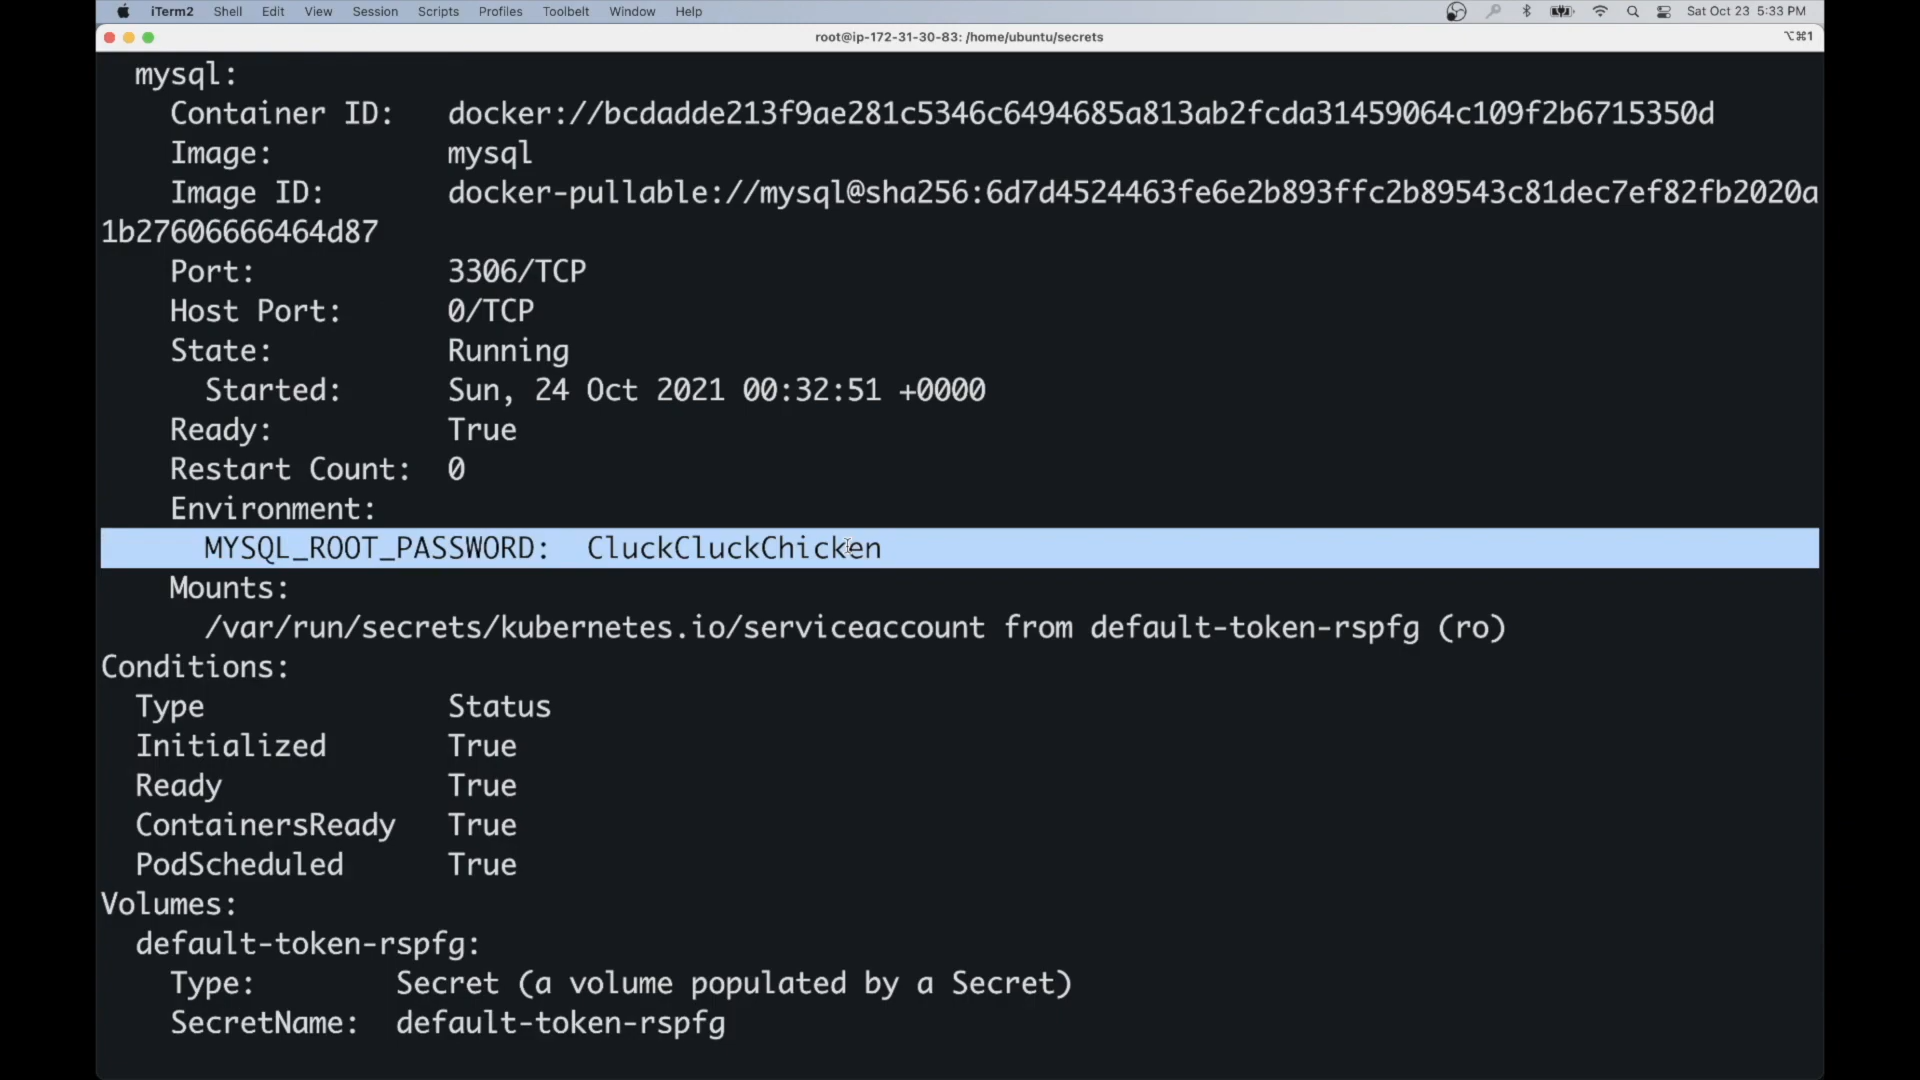 iTerm2 Shell Edit View Session Scripts Profiles Toolbelt Window Help Sat Oct 23 5:33 PM
root@ip-172-31-30-83: /home/ubuntu/secrets ⌥⌘1
mysql:
Container ID: docker://bcdadde213f9ae281c5346c6494685a813ab2fcda31459064c109f2b6715350d
Image: mysql
Image ID: docker-pullable://mysql@sha256:6d7d4524463fe6e2b893ffc2b89543c81dec7ef82fb2020a
1b27606666464d87
Port: 3306/TCP
Host Port: 0/TCP
State: Running
Started: Sun, 24 Oct 2021 00:32:51 +0000
Ready: True
Restart Count: 0
Environment:
MYSQL_ROOT_PASSWORD: CluckCluckChicken
Mounts:
/var/run/secrets/kubernetes.io/serviceaccount from default-token-rspfg (ro)
Conditions:
Type Status
Initialized True
Ready True
ContainersReady True
PodScheduled True
Volumes:
default-token-rspfg:
Type: Secret (a volume populated by a Secret)
SecretName: default-token-rspfg